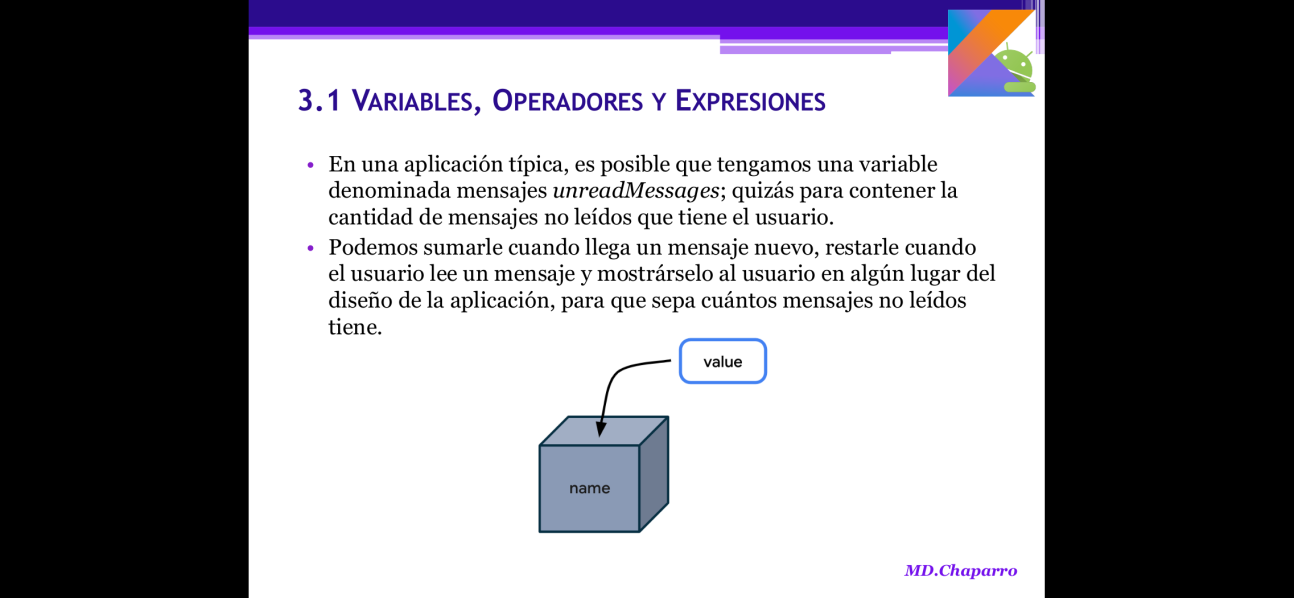 3.1 Variables, Operadores y Expresiones
• En una aplicación típica, es posible que tengamos una variable
denominada mensajes unreadMessages; quizás para contener la
cantidad de mensajes no leídos que tiene el usuario.
• Podemos sumarle cuando llega un mensaje nuevo, restarle cuando
el usuario lee un mensaje y mostrárselo al usuario en algún lugar del
diseño de la aplicación, para que sepa cuántos mensajes no leídos
tiene.
value
name
MD.Chaparro